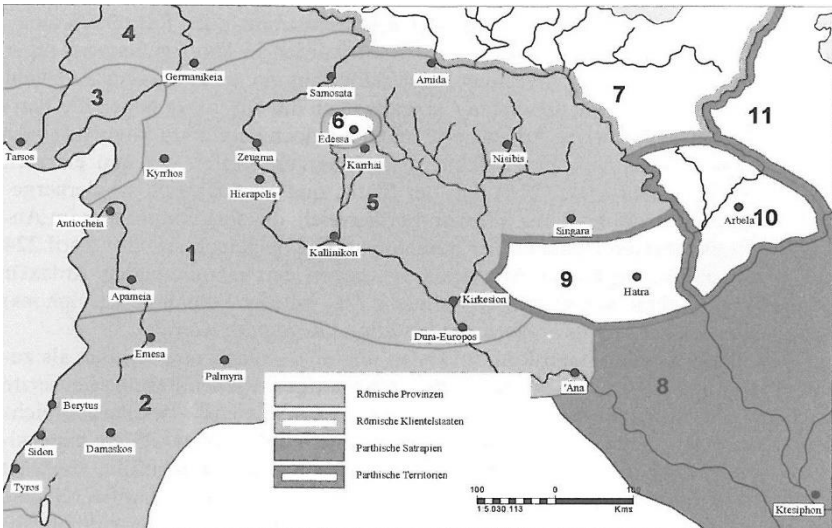 4
Germanikeia
Samosata
Amida
7
11
3
6
Edessa
Tarsos
Zeugma
Karrhai
Nisibis
Kyrrhos
Hierapolis
5
Arbela
10
Antiocheia
Singara
Kallinikon
1
9
Hatra
Apameia
Kirkesion
Dura-Europos
Emesa
Palmyra
'Ana
8
2
Berytus
Damaskos
Sidon
Tyros
Ktesiphon
Römische Provinzen
Römische Klientelstaaten
Parthische Satrapien
Parthische Territorien
100 0 100
1:5.030.113 Kms